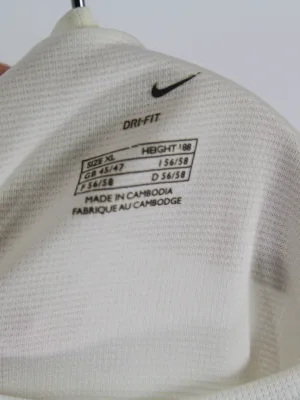 DRI-FIT
SIZE XL HEIGHT 188
GB 45/47 I 56/58
F 56/58 D 56/58
MADE IN CAMBODIA
FABRIQUE AU CAMBODGE